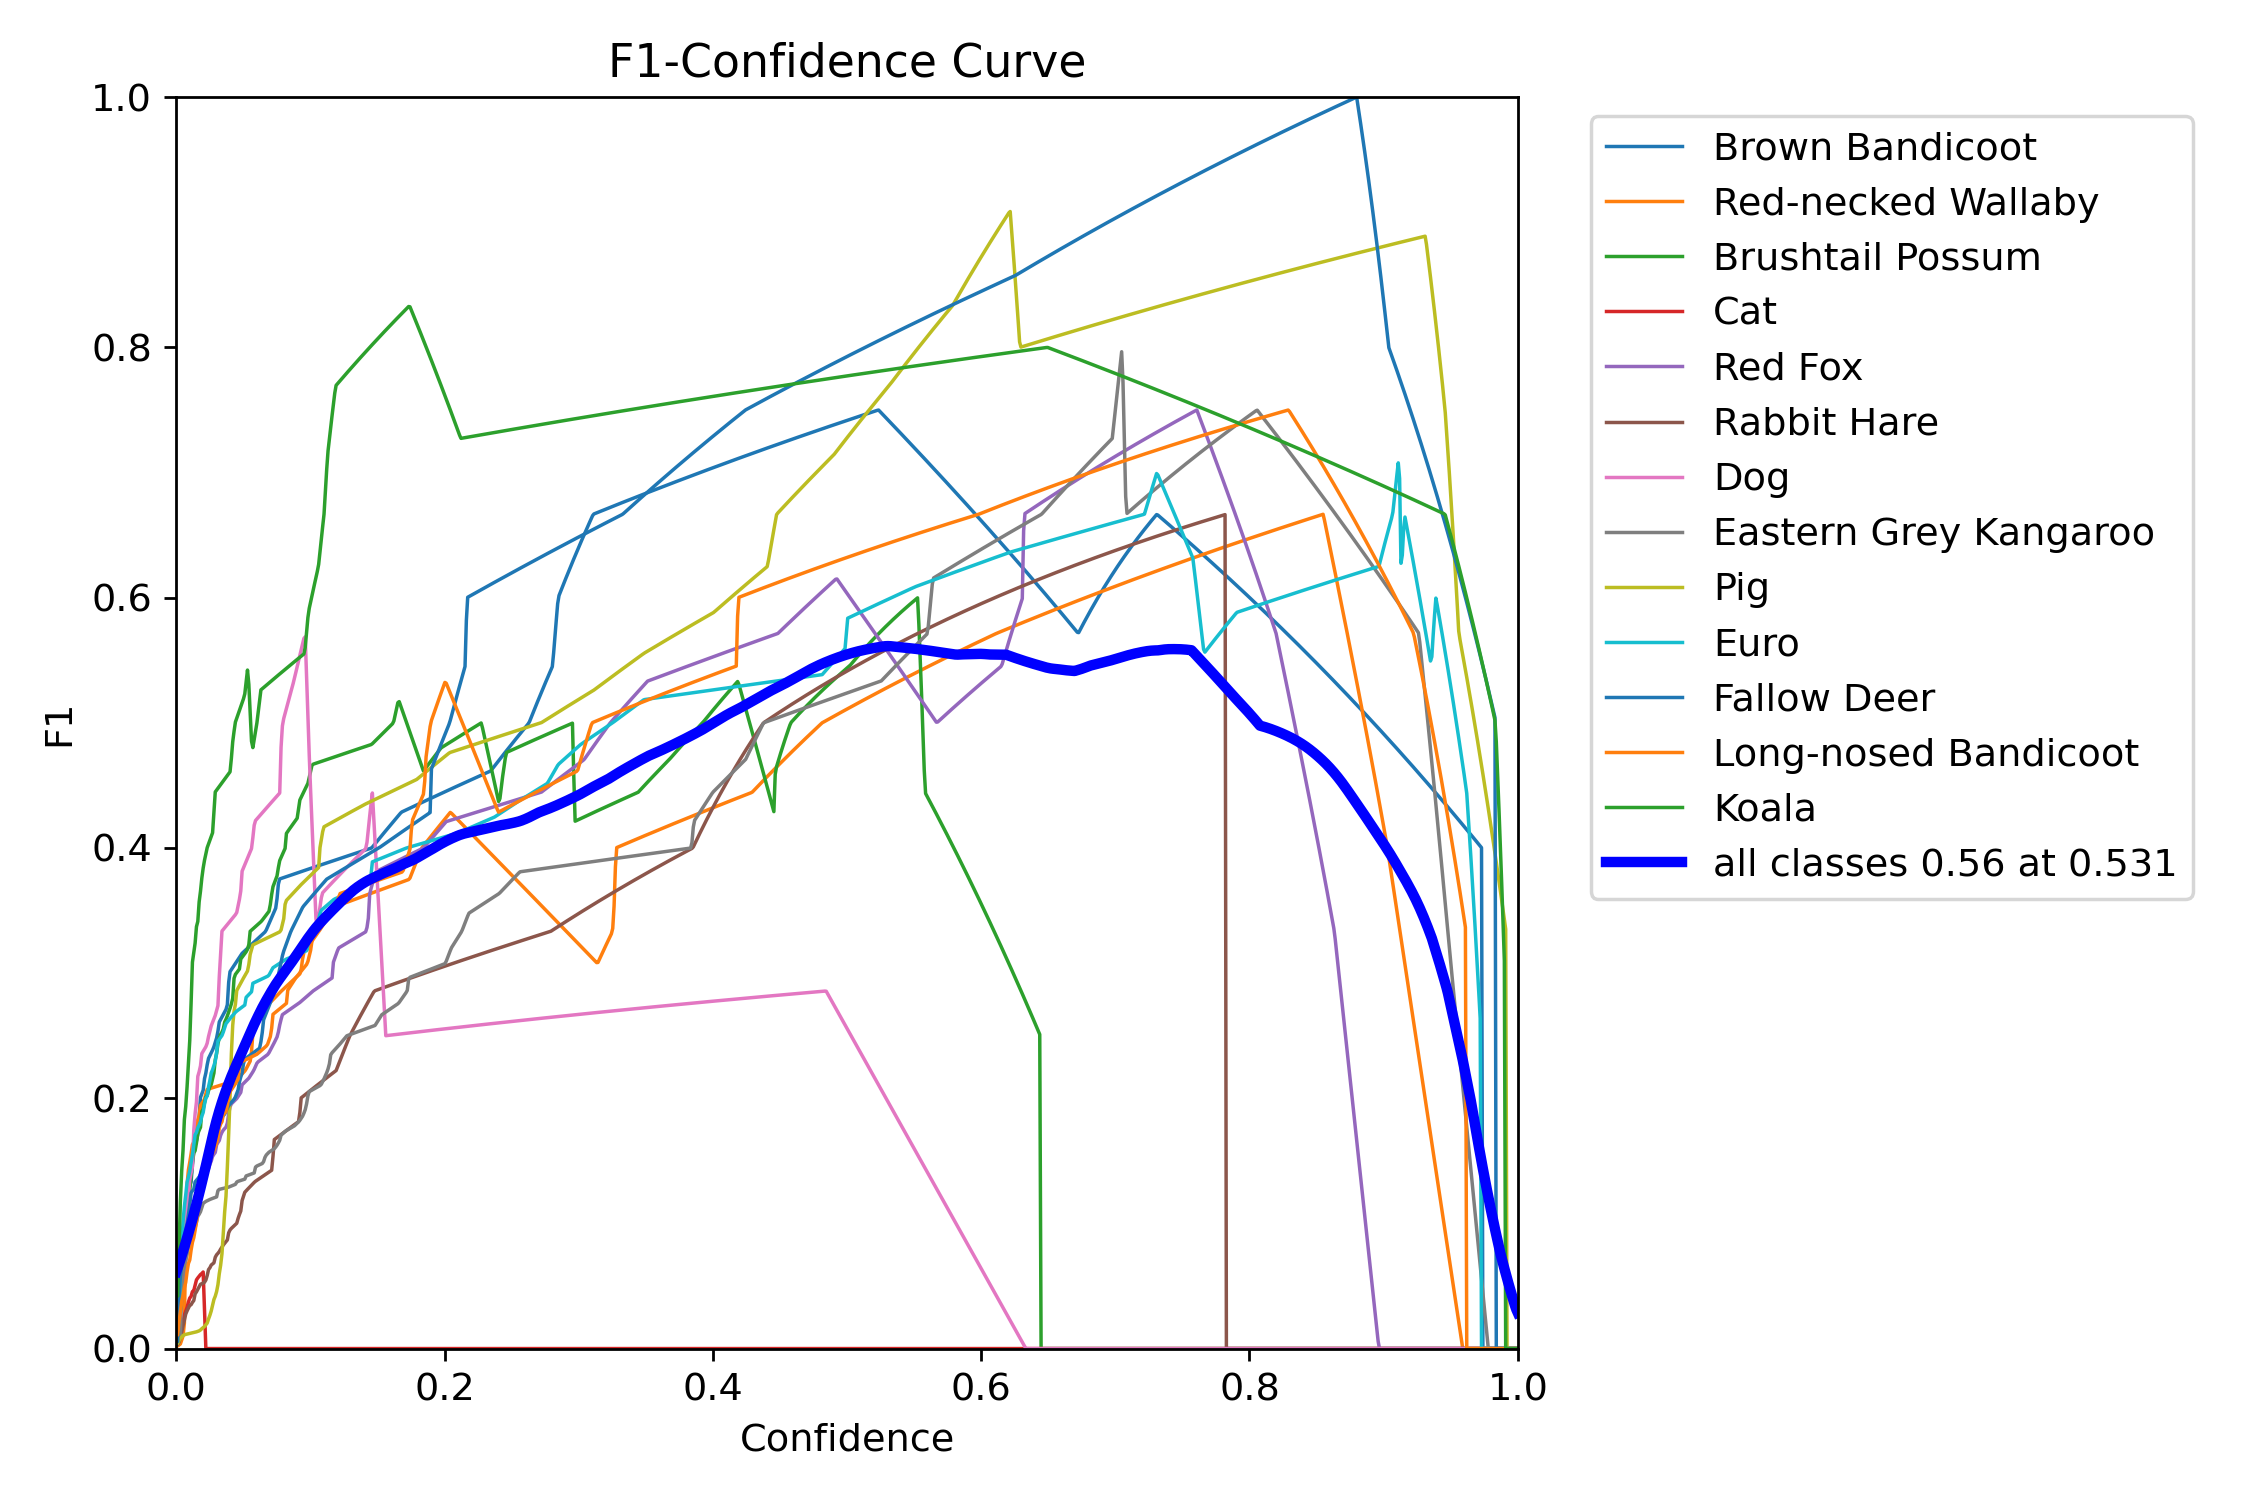 F1-Confidence Curve
1.0
0.8
0.6
0.4
0.2
0.0
F1
0.0 0.2 0.4 0.6 0.8 1.0
Confidence
Brown Bandicoot
Red-necked Wallaby
Brushtail Possum
Cat
Red Fox
Rabbit Hare
Dog
Eastern Grey Kangaroo
Pig
Euro
Fallow Deer
Long-nosed Bandicoot
Koala
all classes 0.56 at 0.531